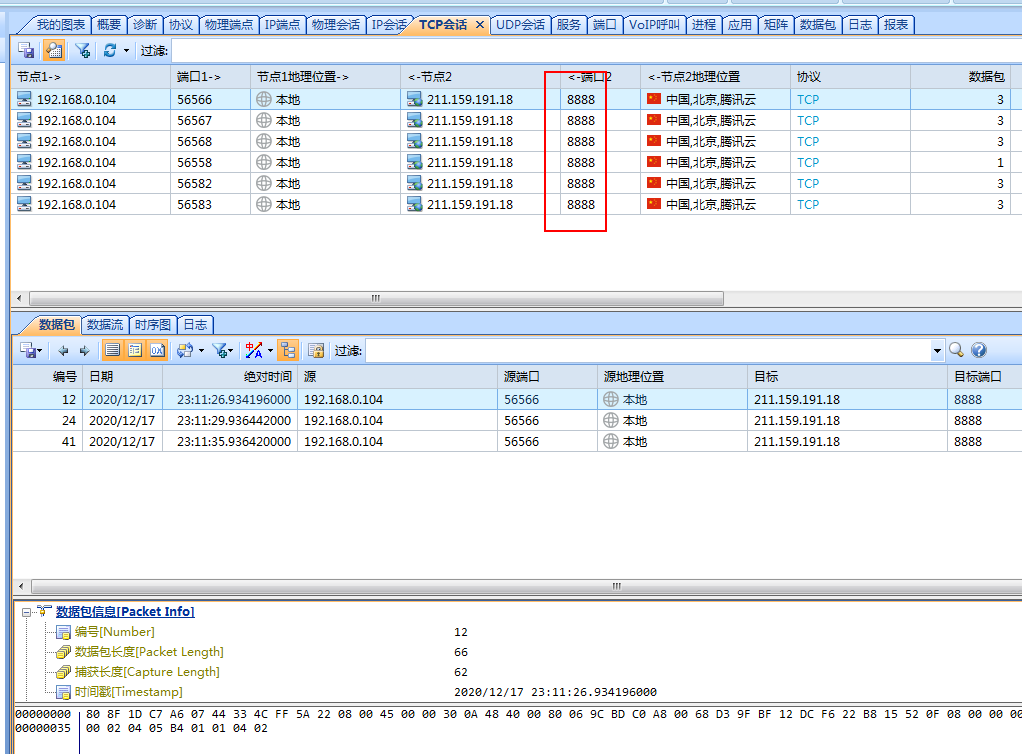 我的图表 概要 诊断 协议 物理端点 IP端点 物理会话 IP会话 TCP会话 UDP会话 服务 端口 VoIP呼叫 进程 应用 矩阵 数据包 日志 报表
过滤:
节点1-> 端口1-> 节点1地理位置-> <-节点2 <-端口2 <-节点2地理位置 协议 数据包
192.168.0.104 56566 本地 211.159.191.18 8888 中国,北京,腾讯云 TCP 3
192.168.0.104 56567 本地 211.159.191.18 8888 中国,北京,腾讯云 TCP 3
192.168.0.104 56568 本地 211.159.191.18 8888 中国,北京,腾讯云 TCP 3
192.168.0.104 56558 本地 211.159.191.18 8888 中国,北京,腾讯云 TCP 1
192.168.0.104 56582 本地 211.159.191.18 8888 中国,北京,腾讯云 TCP 3
192.168.0.104 56583 本地 211.159.191.18 8888 中国,北京,腾讯云 TCP 3
数据包 数据流 时序图 日志
过滤:
编号 日期 绝对时间 源 源端口 源地理位置 目标 目标端口
12 2020/12/17 23:11:26.934196000 192.168.0.104 56566 本地 211.159.191.18 8888
24 2020/12/17 23:11:29.936442000 192.168.0.104 56566 本地 211.159.191.18 8888
41 2020/12/17 23:11:35.936420000 192.168.0.104 56566 本地 211.159.191.18 8888
数据包信息[Packet Info]
编号[Number] 12
数据包长度[Packet Length] 66
捕获长度[Capture Length] 62
时间戳[Timestamp] 2020/12/17 23:11:26.934196000
00000000 80 8F 1D C7 A6 07 44 33 4C FF 5A 22 08 00 45 00 00 30 0A 48 40 00 80 06 9C BD C0 A8 00 68 D3 9F BF 12 DC F6 22 B8 15 52 0F 08 00 00 00
00000035 00 02 04 05 B4 01 01 04 02